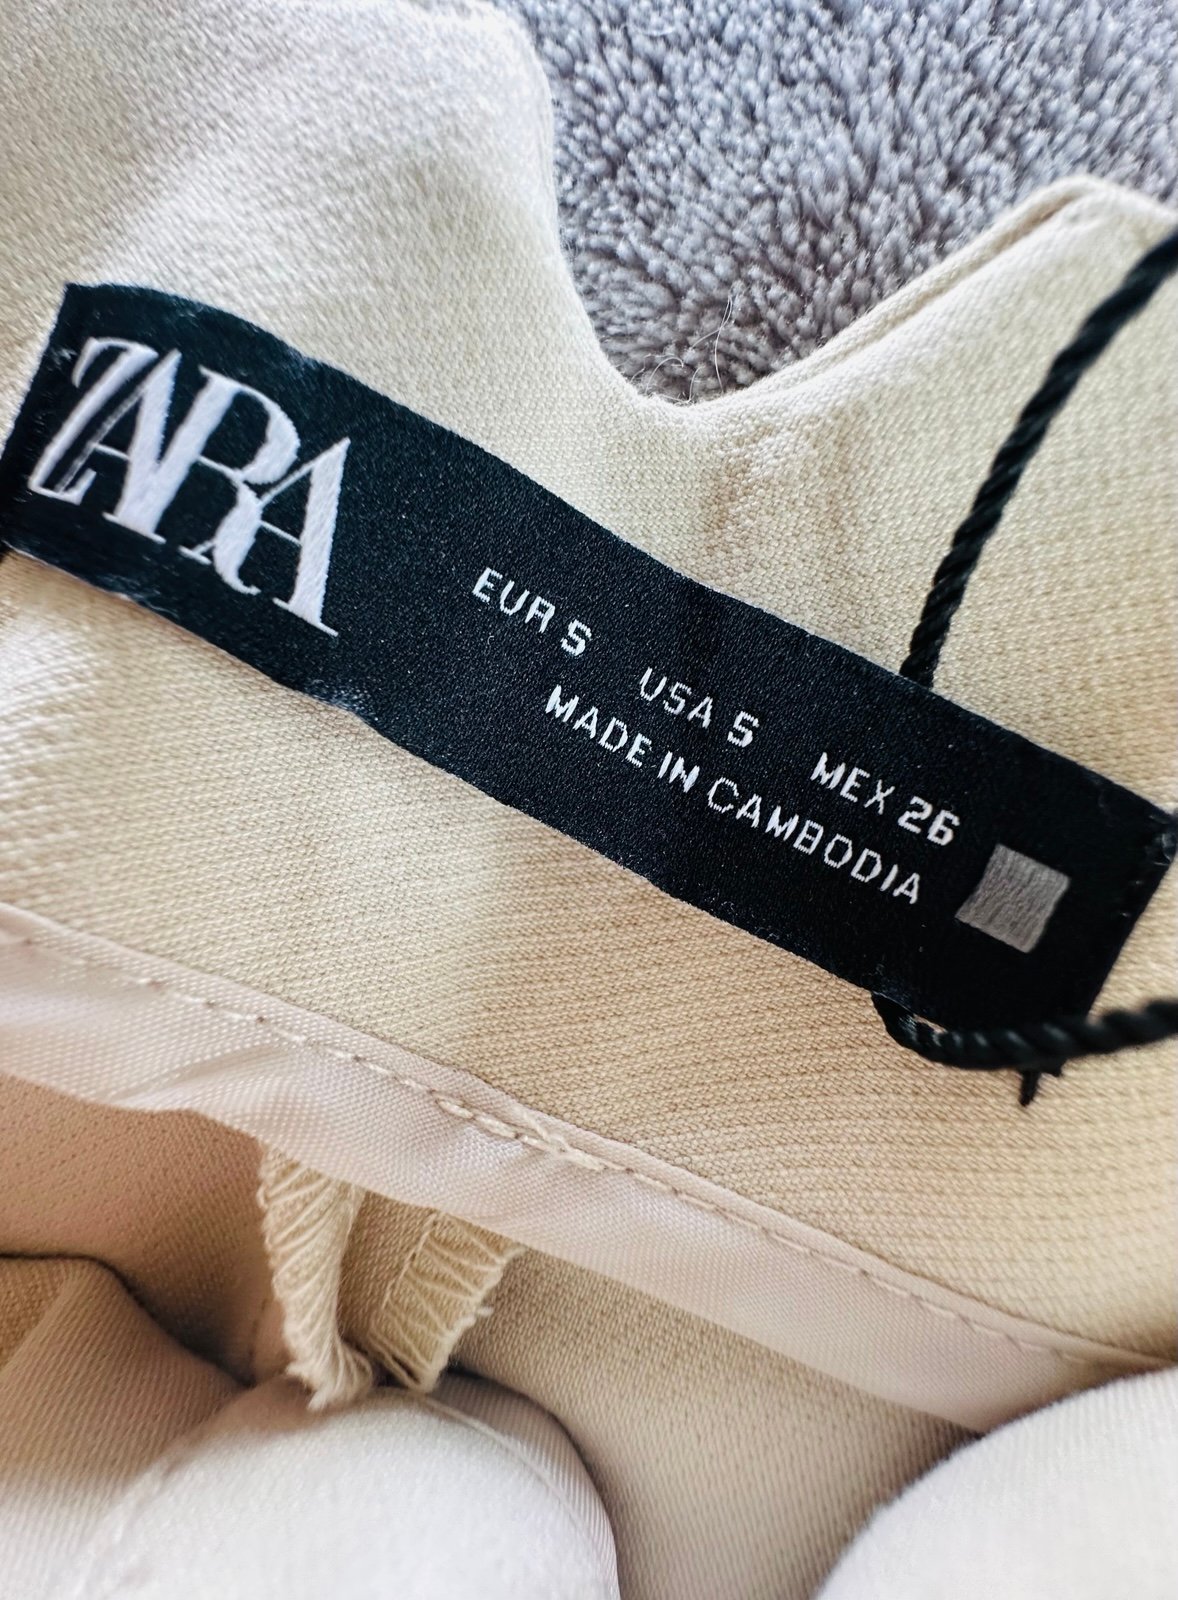 ZARA
EUR S USA S MEX 26
MADE IN CAMBODIA